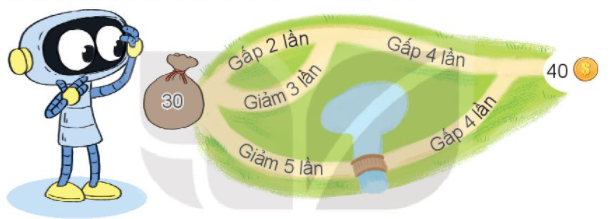 Gấp 2 lần
Gấp 4 lần
30
Giảm 3 lần
40
$
Giảm 5 lần
Gấp 4 lần